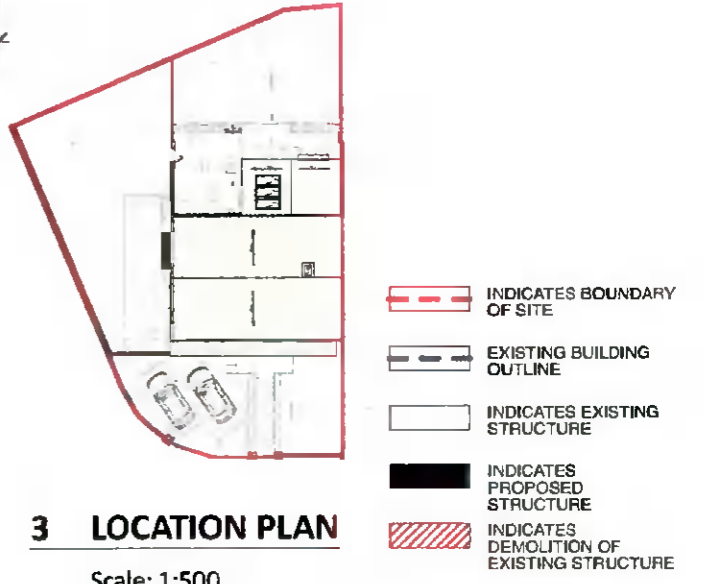 INDICATES BOUNDARY
OF SITE
EXISTING BUILDING
OUTLINE
INDICATES EXISTING
STRUCTURE
INDICATES
PROPOSED
STRUCTURE
INDICATES
DEMOLITION OF
EXISTING STRUCTURE
3 LOCATION PLAN
Scale: 1:500